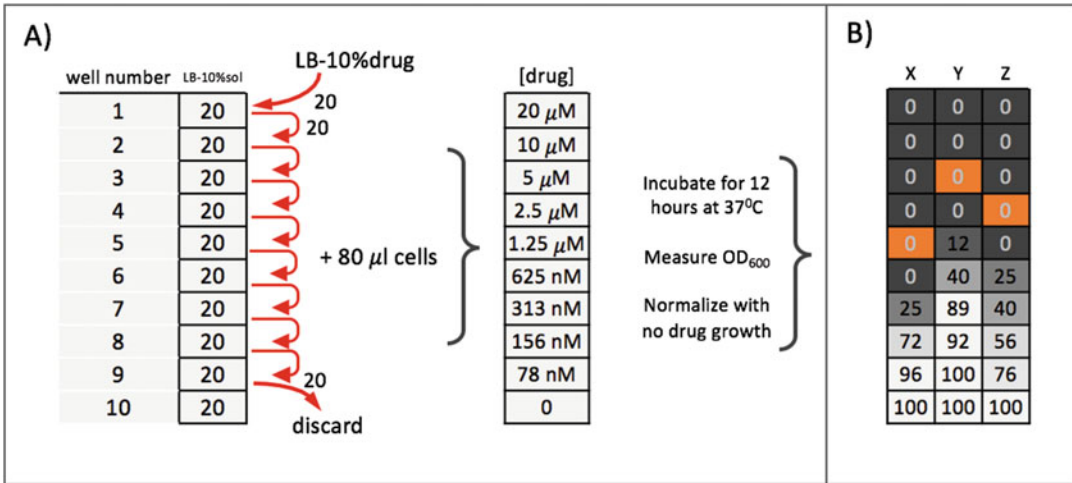 A)
LB-10%drug
well number LB-10%sol [drug]
20
1 20 20 μM
20
2 20 10 μM
3 20 5 μM
4 20 2.5 μM
5 20 1.25 μM
+ 80 μl cells
6 20 625 nM
7 20 313 nM
8 20 156 nM
9 20 78 nM
20
10 20 0
discard
Incubate for 12
hours at 37⁰C
Measure OD₆₀₀
Normalize with
no drug growth
B)
X Y Z
0 0 0
0 0 0
0 0 0
0 0 0
0 12 0
0 40 25
25 89 40
72 92 56
96 100 76
100 100 100